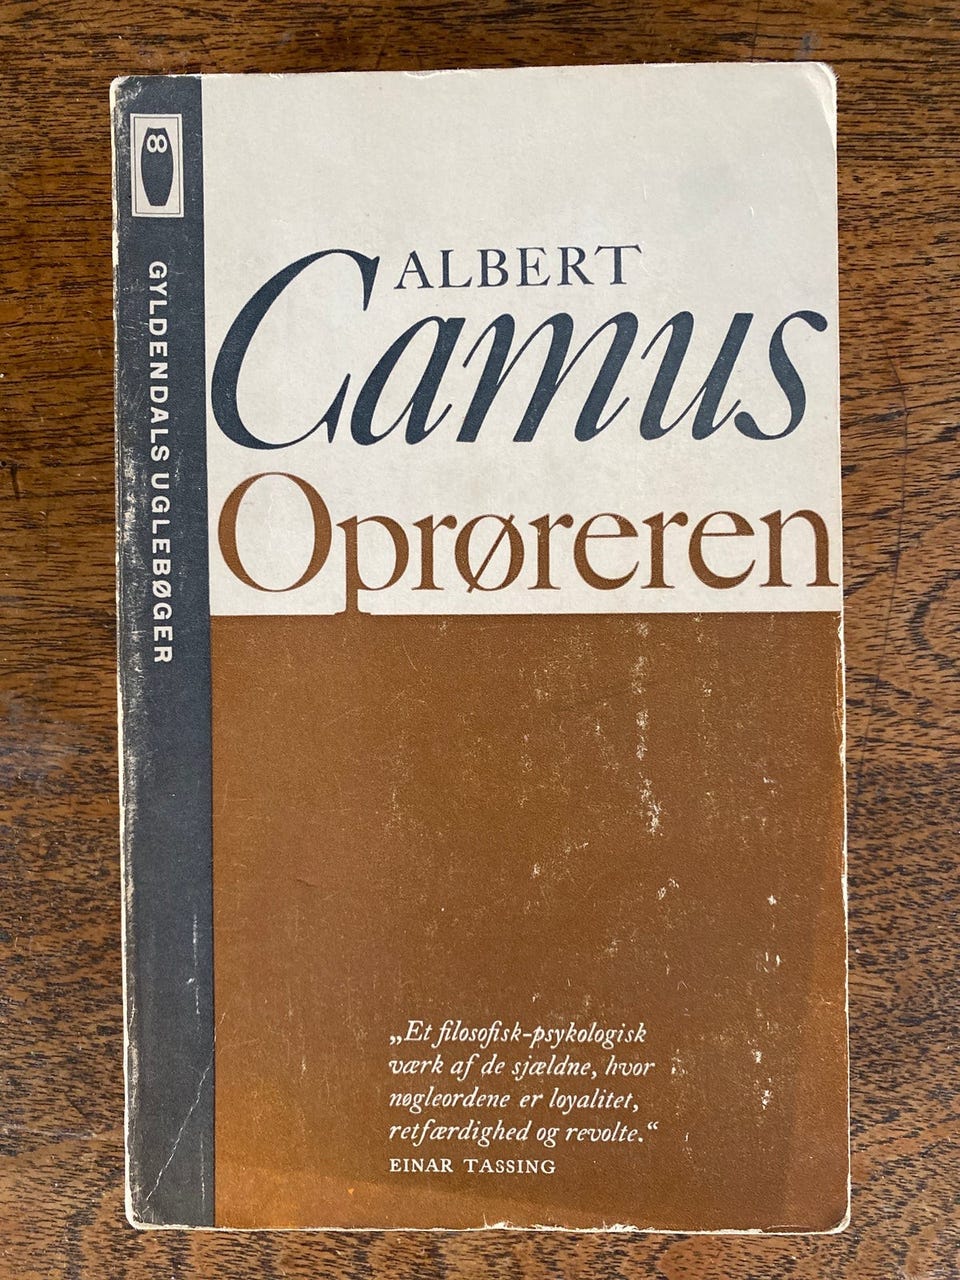 GYLDENDALS UGLEBØGER
ALBERT
Camus
Oprøreren
„Et filosofisk-psykologisk
værk af de sjældne, hvor
nøgleordene er loyalitet,
retfærdighed og revolte.“
EINAR TASSING